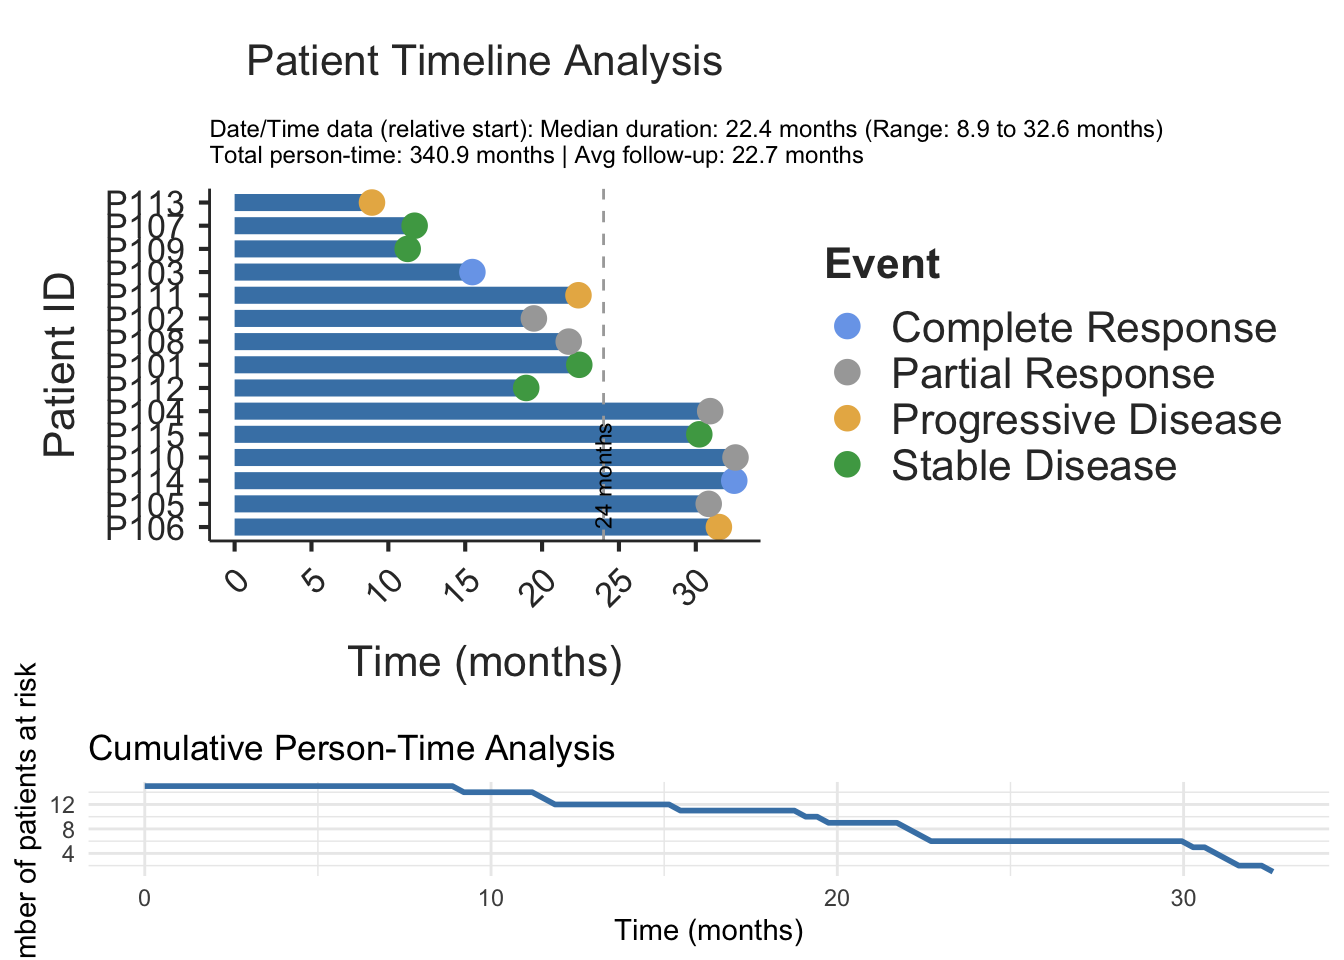 Patient Timeline Analysis
Date/Time data (relative start): Median duration: 22.4 months (Range: 8.9 to 32.6 months)
Total person-time: 340.9 months | Avg follow-up: 22.7 months
Patient ID
P113
P107
P109
P103
P111
P102
P108
P101
P112
P104
P115
P110
P114
P105
P106
24 months
0 5 10 15 20 25 30
Time (months)
Event
Complete Response
Partial Response
Progressive Disease
Stable Disease
Cumulative Person-Time Analysis
mber of patients at risk
12
8
4
0 10 20 30
Time (months)